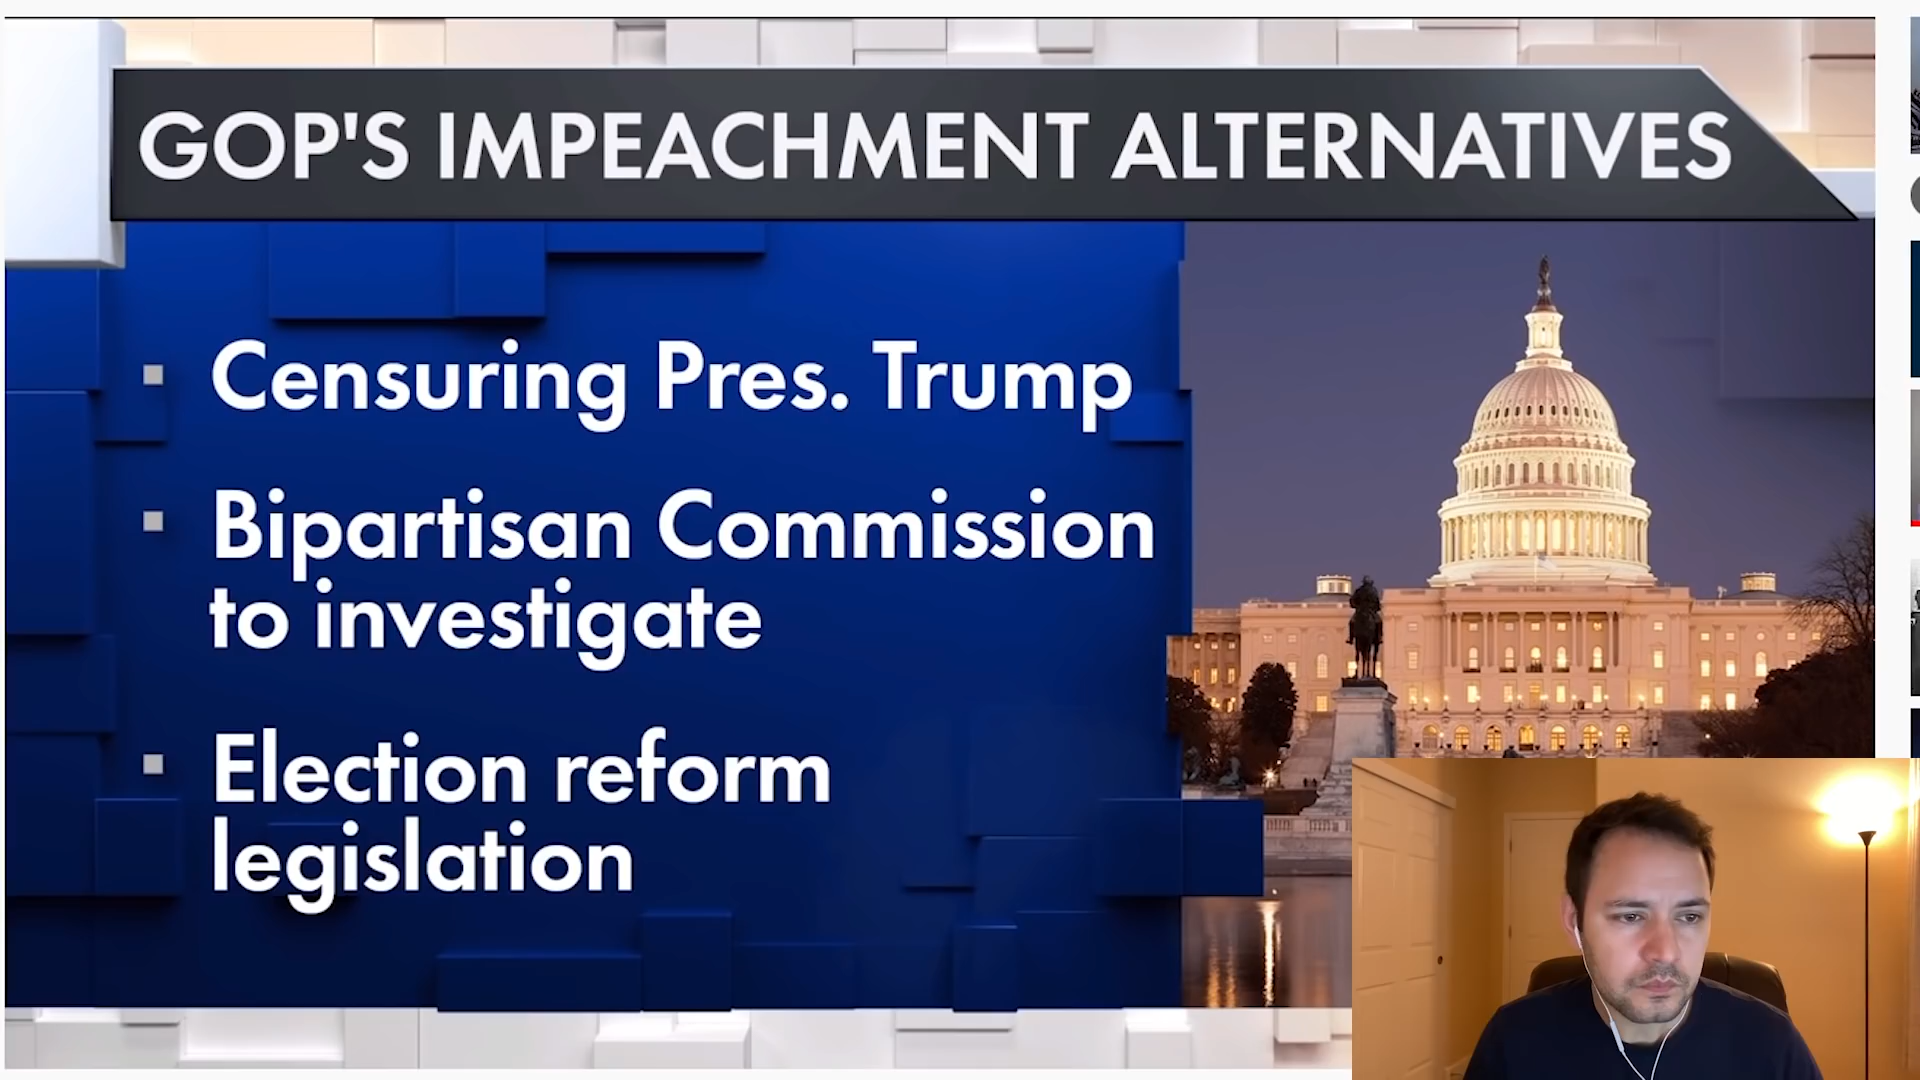 GOP'S IMPEACHMENT ALTERNATIVES
Censuring Pres. Trump
Bipartisan Commission
to investigate
Election reform
legislation